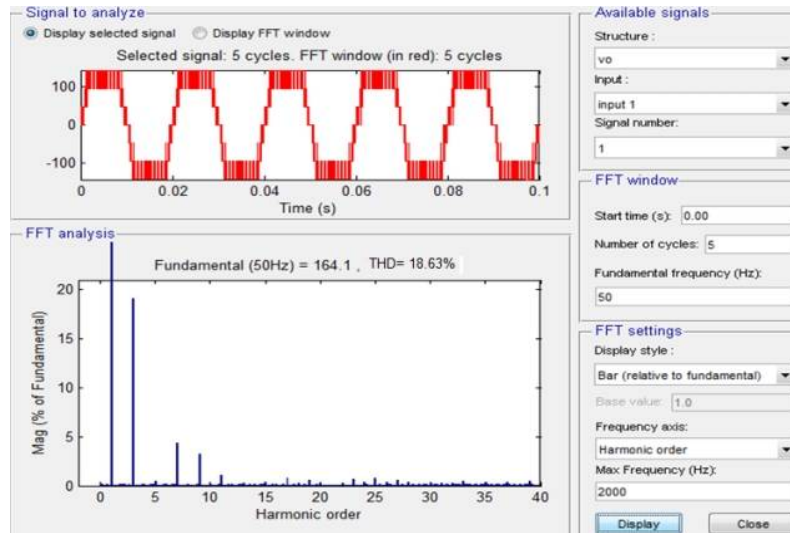 Signal to analyze
Display selected signal Display FFT window
Selected signal: 5 cycles. FFT window (in red): 5 cycles
100
0
-100
0 0.02 0.04 0.06 0.08 0.1
Time (s)
FFT analysis
Fundamental (50Hz) = 164.1 , THD= 18.63%
20
15
10
5
0
Mag (% of Fundamental)
0 5 10 15 20 25 30 35 40
Harmonic order
Available signals
Structure :
vo
Input :
input 1
Signal number:
1
FFT window
Start time (s): 0.00
Number of cycles: 5
Fundamental frequency (Hz):
50
FFT settings
Display style :
Bar (relative to fundamental)
Base value: 1.0
Frequency axis:
Harmonic order
Max Frequency (Hz):
2000
Display Close